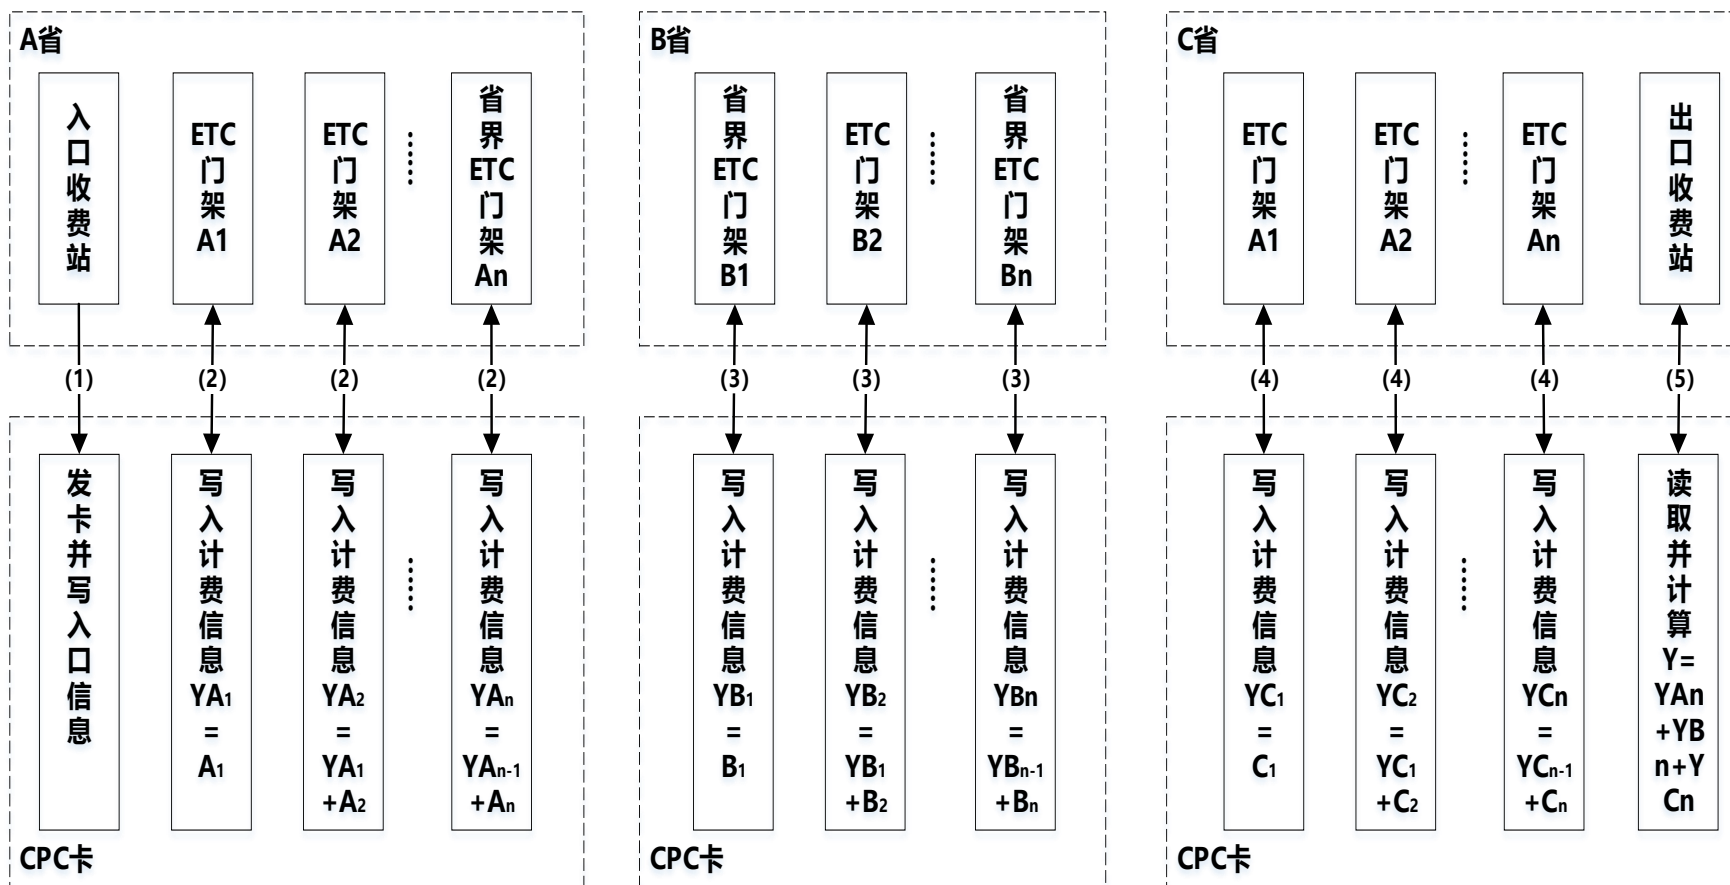 A省
入口收费站
ETC门架A1
ETC门架A2
......
省界ETC门架An
B省
省界ETC门架B1
ETC门架B2
......
省界ETC门架Bn
C省
ETC门架A1
ETC门架A2
......
ETC门架An
出口收费站
(1)
(2)
(2)
(2)
(3)
(3)
(3)
(4)
(4)
(4)
(5)
发卡并写入口信息
写入计费信息YA1=A1
写入计费信息YA2=YA1+A2
......
写入计费信息YAn=YAn-1+An
CPC卡
写入计费信息YB1=B1
写入计费信息YB2=YB1+B2
......
写入计费信息YBn=YBn-1+Bn
CPC卡
写入计费信息YC1=C1
写入计费信息YC2=YC1+C2
......
写入计费信息YCn=YCn-1+Cn
读取并计算Y=YAn+YBn+YCn
CPC卡